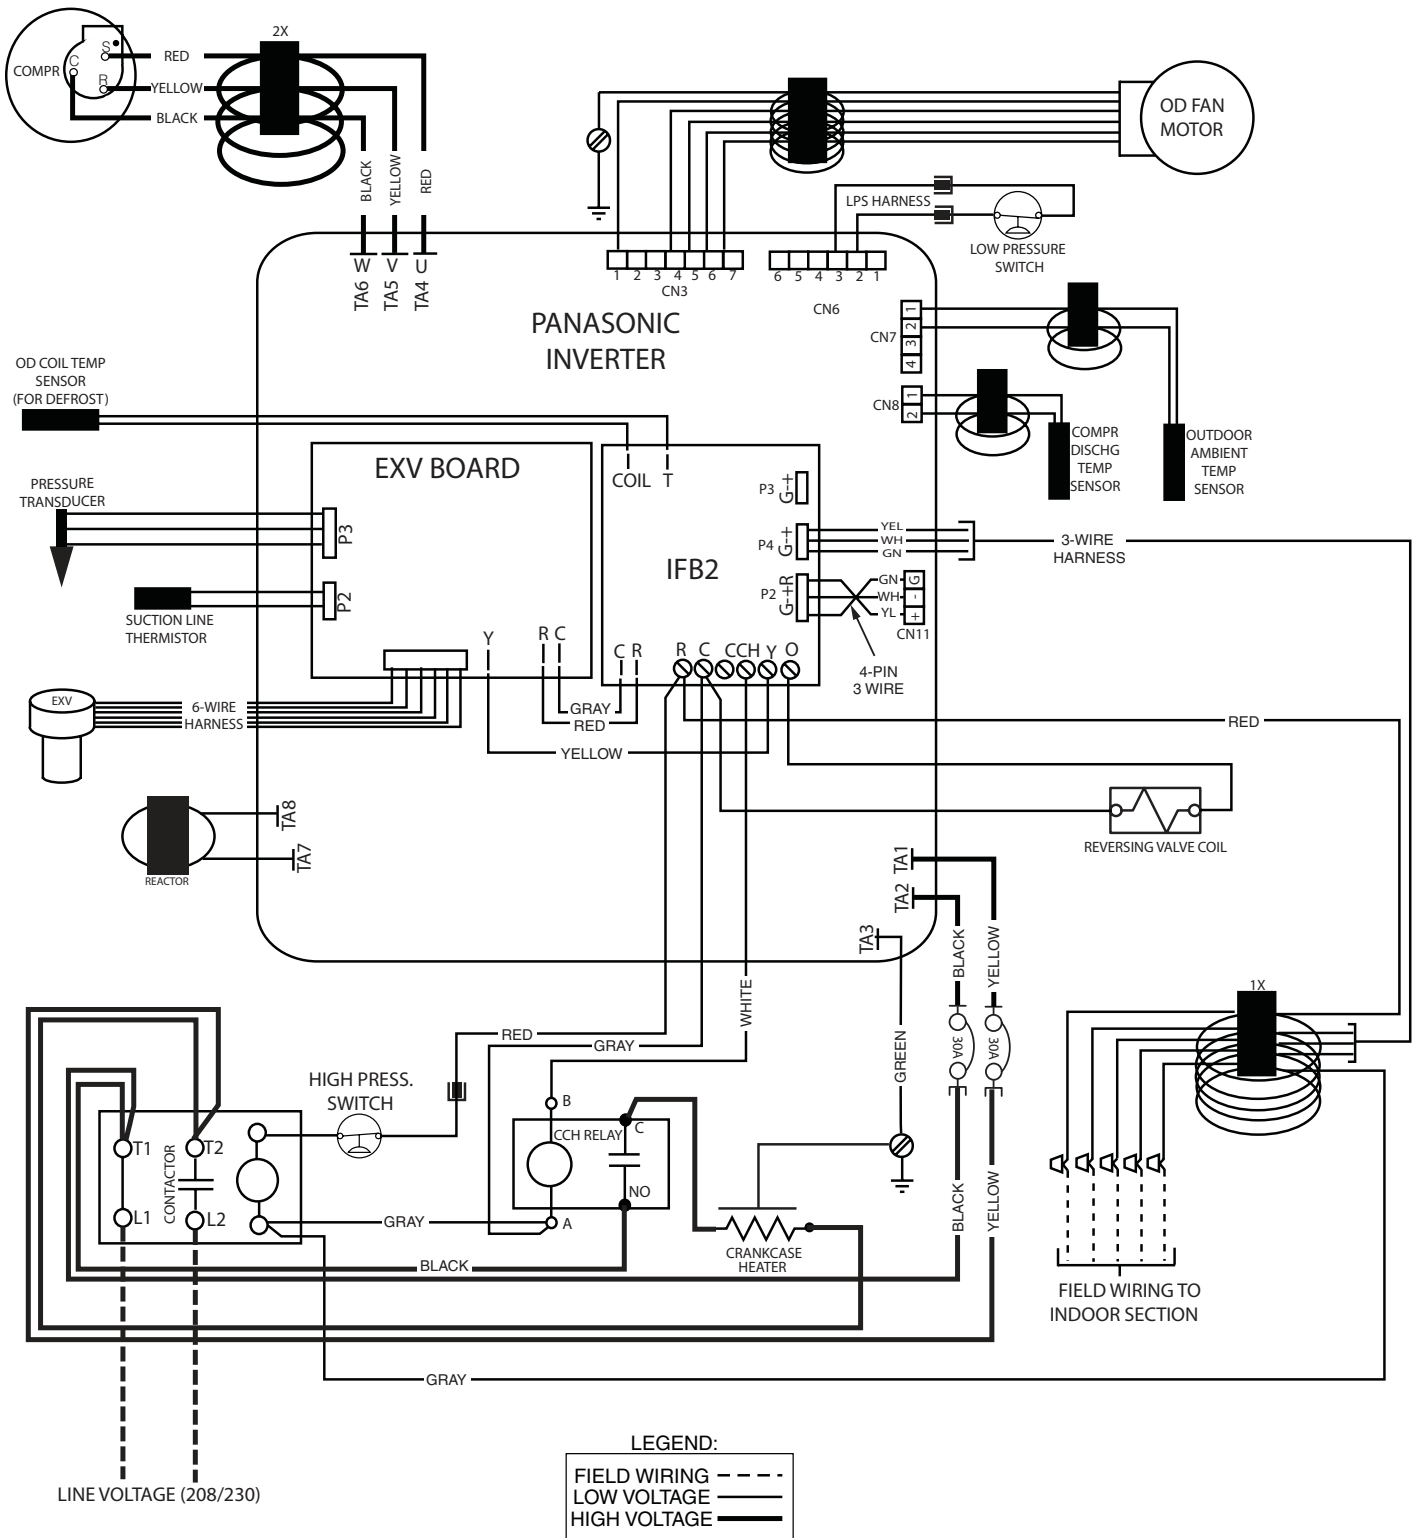 2X
COMPR
S
C
R
RED
YELLOW
BLACK
BLACK
YELLOW
RED
W
V
U
TA6
TA5
TA4
OD FAN
MOTOR
LPS HARNESS
LOW PRESSURE
SWITCH
1 2 3 4 5 6 7
CN3
6 5 4 3 2 1
CN6
PANASONIC
INVERTER
CN7
1
2
3
4
CN8
1
2
COMPR
DISCHG
TEMP
SENSOR
OUTDOOR
AMBIENT
TEMP
SENSOR
OD COIL TEMP
SENSOR
(FOR DEFROST)
EXV BOARD
COIL T
PRESSURE
TRANSDUCER
P3
P2
SUCTION LINE
THERMISTOR
IFB2
P3
G-+
P4
G-+
P2
G-+R
YEL
WH
GN
3-WIRE
HARNESS
GN
WH
YL
G
-
+
CN11
4-PIN
3 WIRE
Y
R C
C R
R C CCH Y O
EXV
6-WIRE
HARNESS
GRAY
RED
YELLOW
RED
REACTOR
TA8
TA7
REVERSING VALVE COIL
TA1
TA2
TA3
BLACK
YELLOW
WHITE
GREEN
30A
30A
1X
RED
GRAY
HIGH PRESS.
SWITCH
T1
T2
L1
L2
CONTACTOR
B
CCH RELAY
C
NO
A
GRAY
BLACK
CRANKCASE
HEATER
BLACK
YELLOW
FIELD WIRING TO
INDOOR SECTION
GRAY
LINE VOLTAGE (208/230)
LEGEND:
FIELD WIRING
LOW VOLTAGE
HIGH VOLTAGE